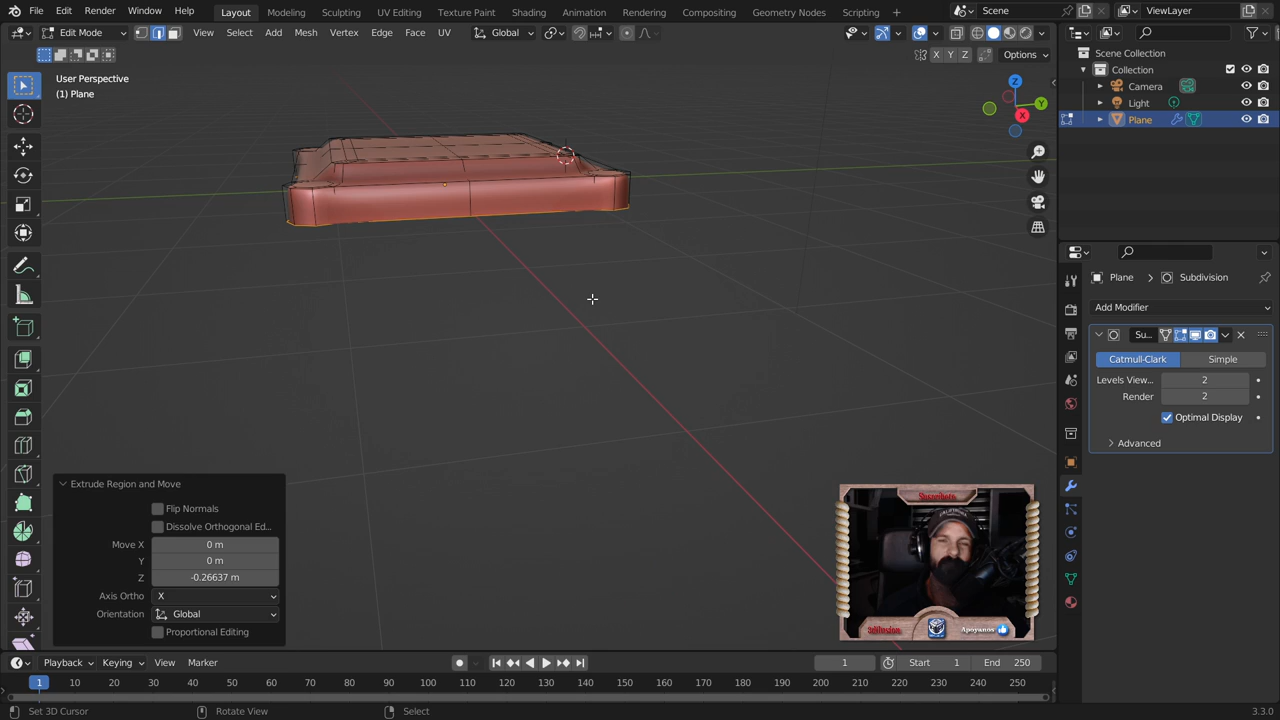 File Edit Render Window Help Layout Modeling Sculpting UV Editing Texture Paint Shading Animation Rendering Compositing Geometry Nodes Scripting Scene ViewLayer
Edit Mode View Select Add Mesh Vertex Edge Face UV Global
X Y Z Options
User Perspective
(1) Plane
Z
Y
X
Scene Collection
Collection
Camera
Light
Plane
Plane > Subdivision
Add Modifier
Su...
Catmull-Clark Simple
Levels View... 2
Render 2
Optimal Display
Advanced
Extrude Region and Move
Flip Normals
Dissolve Orthogonal Ed...
Move X 0 m
Y 0 m
Z -0.26637 m
Axis Ortho X
Orientation Global
Proportional Editing
Apoyanos
Playback Keying View Marker 1 Start 1 End 250
1 10 20 30 40 50 60 70 80 90 100 110 120 130 140 150 160 170 180 190 200 210 220 230 240 250
Set 3D Cursor Rotate View Select 3.3.0